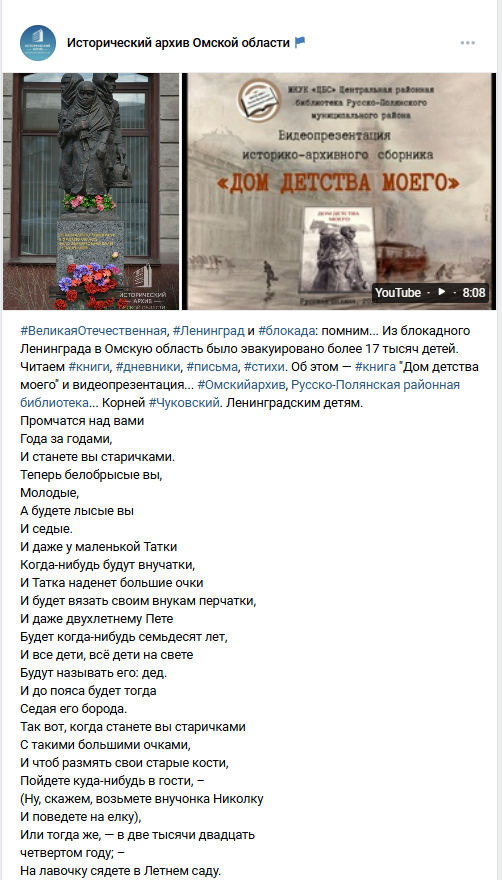 Исторический архив Омской области
ИСТОРИЧЕСКИЙ
АРХИВ
ОМСКОЙ ОБЛАСТИ
МКУК «ЦБС» Центральная районная
библиотека Русско-Полянского
муниципального района
Видеопрезентация
историко-архивного сборника
«ДОМ ДЕТСТВА МОЕГО»
ДОМ ДЕТСТВА
МОЕГО
YouTube · 8:08
#ВеликаяОтечественная, #Ленинград и #блокада: помним... Из блокадного
Ленинграда в Омскую область было эвакуировано более 17 тысяч детей.
Читаем #книги, #дневники, #письма, #стихи. Об этом — #книга "Дом детства
моего" и видеопрезентация... #Омскийархив, Русско-Полянская районная
библиотека... Корней #Чуковский. Ленинградским детям.
Промчатся над вами
Года за годами,
И станете вы старичками.
Теперь белобрысые вы,
Молодые,
А будете лысые вы
И седые.
И даже у маленькой Татки
Когда-нибудь будут внучатки,
И Татка наденет большие очки
И будет вязать своим внукам перчатки,
И даже двухлетнему Пете
Будет когда-нибудь семьдесят лет,
И все дети, всё дети на свете
Будут называть его: дед.
И до пояса будет тогда
Седая его борода.
Так вот, когда станете вы старичками
С такими большими очками,
И чтоб размять свои старые кости,
Пойдете куда-нибудь в гости, –
(Ну, скажем, возьмете внучонка Николку
И поведете на елку),
Или тогда же, — в две тысячи двадцать
четвертом году; –
На лавочку сядете в Летнем саду.